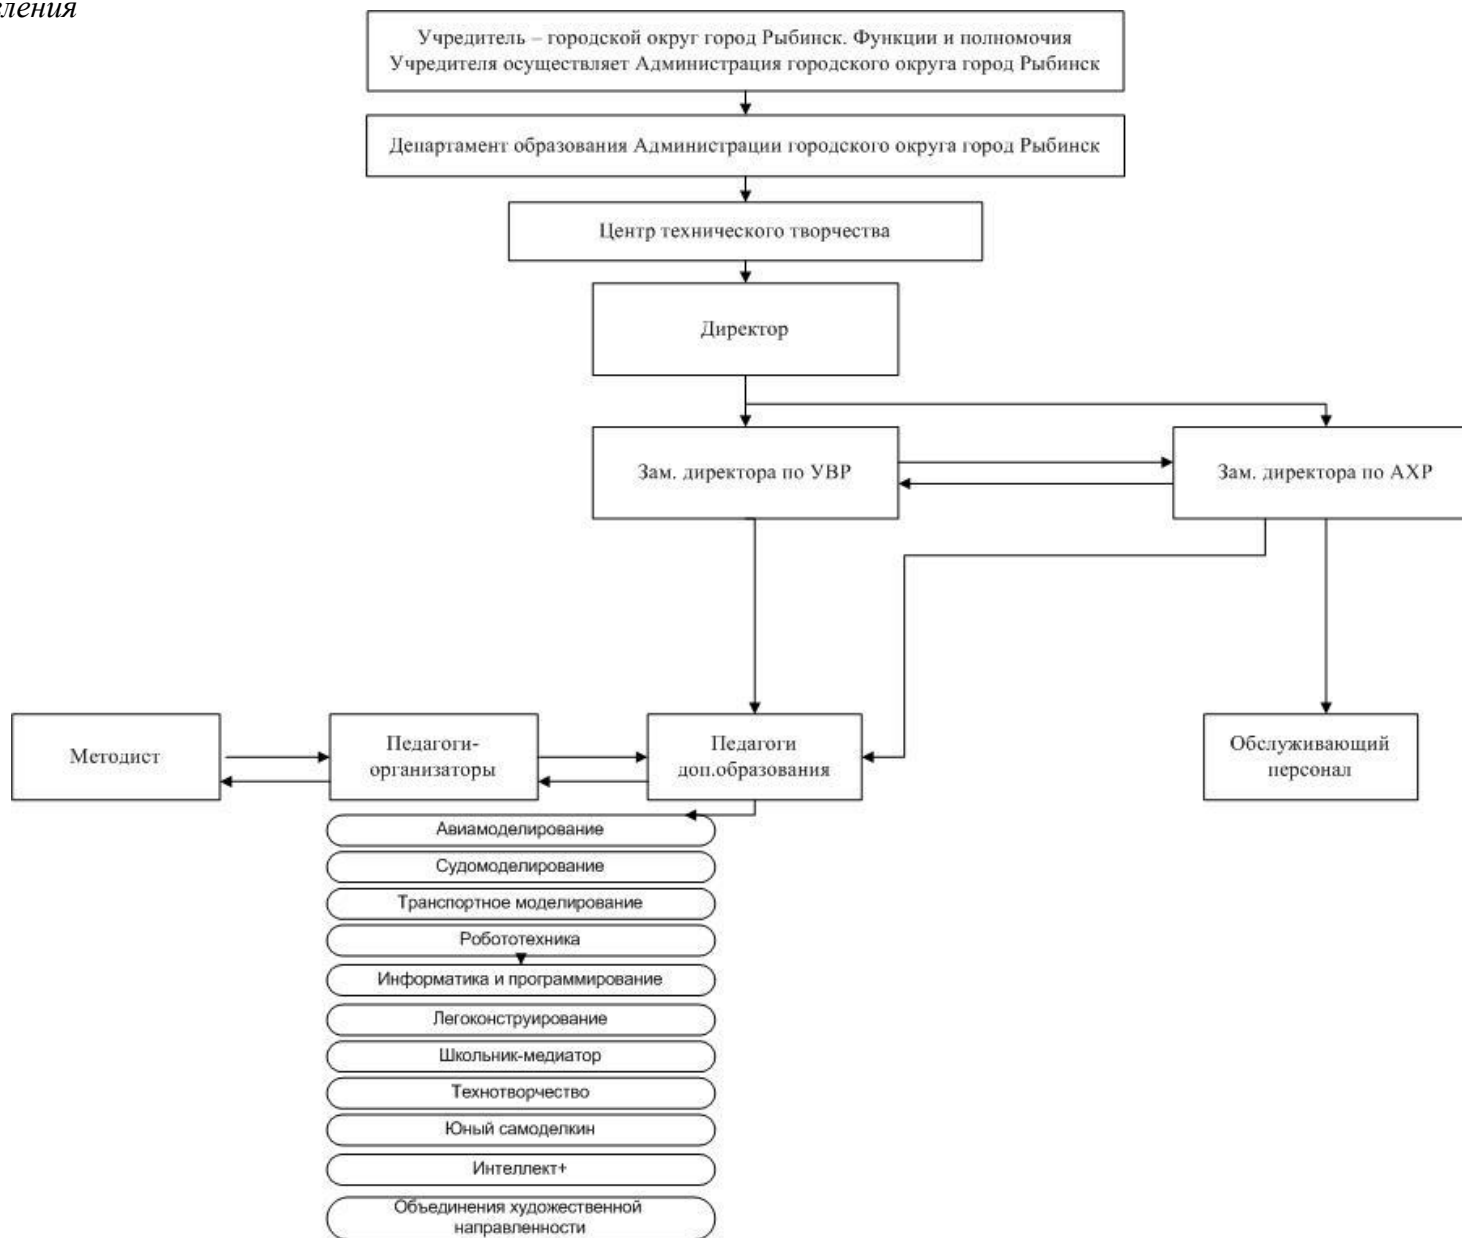 Учредитель – городской округ город Рыбинск. Функции и полномочия
Учредителя осуществляет Администрация городского округа город Рыбинск
Департамент образования Администрации городского округа город Рыбинск
Центр технического творчества
Директор
Зам. директора по УВР
Зам. директора по АХР
Методист
Педагоги-
организаторы
Педагоги
доп.образования
Обслуживающий
персонал
Авиамоделирование
Судомоделирование
Транспортное моделирование
Робототехника
Информатика и программирование
Легоконструирование
Школьник-медиатор
Технотворчество
Юный самоделкин
Интеллект+
Объединения художественной
направленности